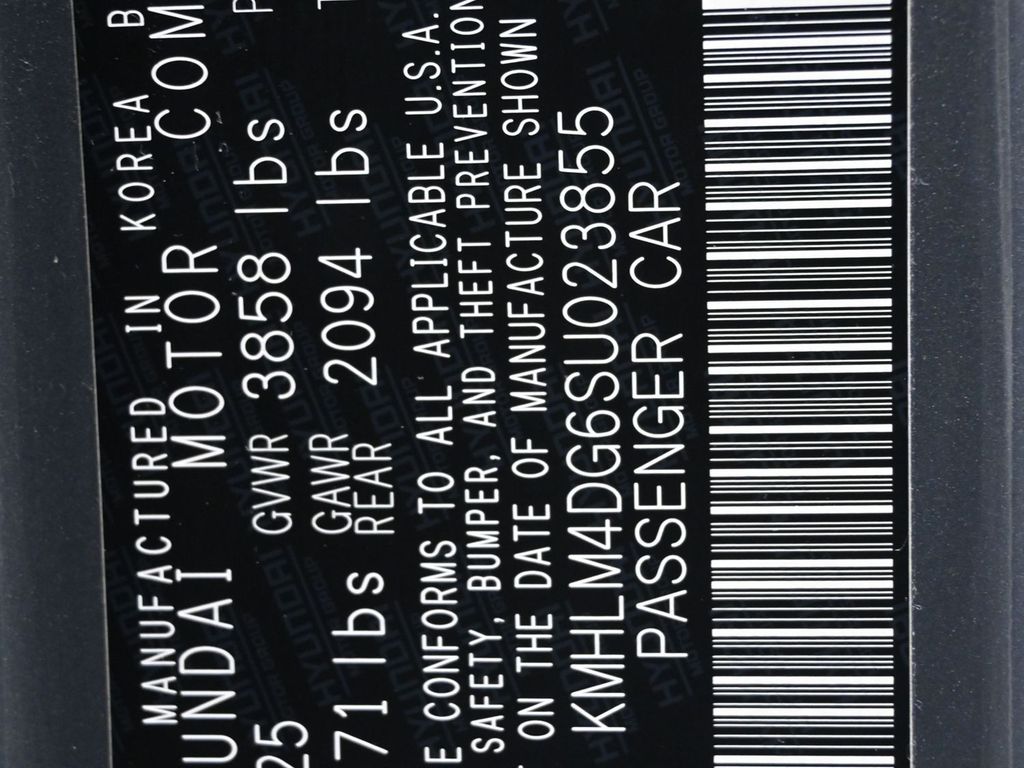 MANUFACTURED IN KOREA B
UNDAI MOTOR COM
25 GVWR 3858 lbs P
71 lbs GAWR REAR 2094 lbs
E CONFORMS TO ALL APPLICABLE U.S.A.
SAFETY, BUMPER, AND THEFT PREVENTION
ON THE DATE OF MANUFACTURE SHOWN
KMHLM4DG6SU023855
PASSENGER CAR